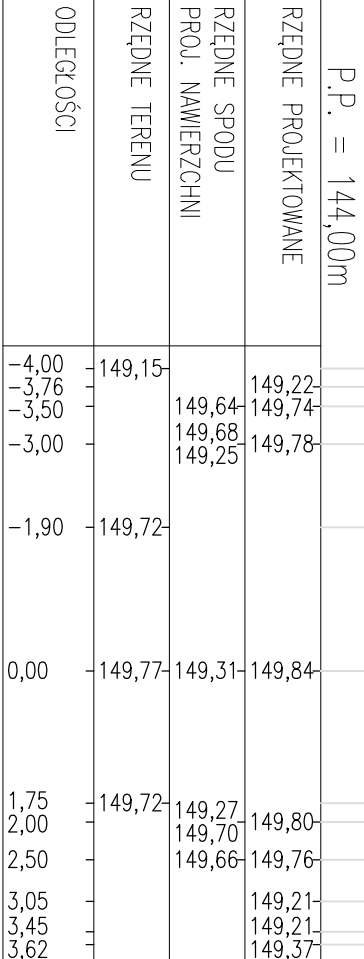 P.P. = 144,00m
RZĘDNE PROJEKTOWANE
RZĘDNE SPODU
PROJ. NAWIERZCHNI
RZĘDNE TERENU
ODLEGŁOŚCI
-4,00 149,15
-3,76 149,22
-3,50 149,64 149,74
149,68
-3,00 149,78
149,25
-1,90 149,72
0,00 149,77 149,31 149,84
1,75 149,72 149,27
2,00 149,80
149,70
2,50 149,66 149,76
3,05 149,21
3,45 149,21
3,62 149,37